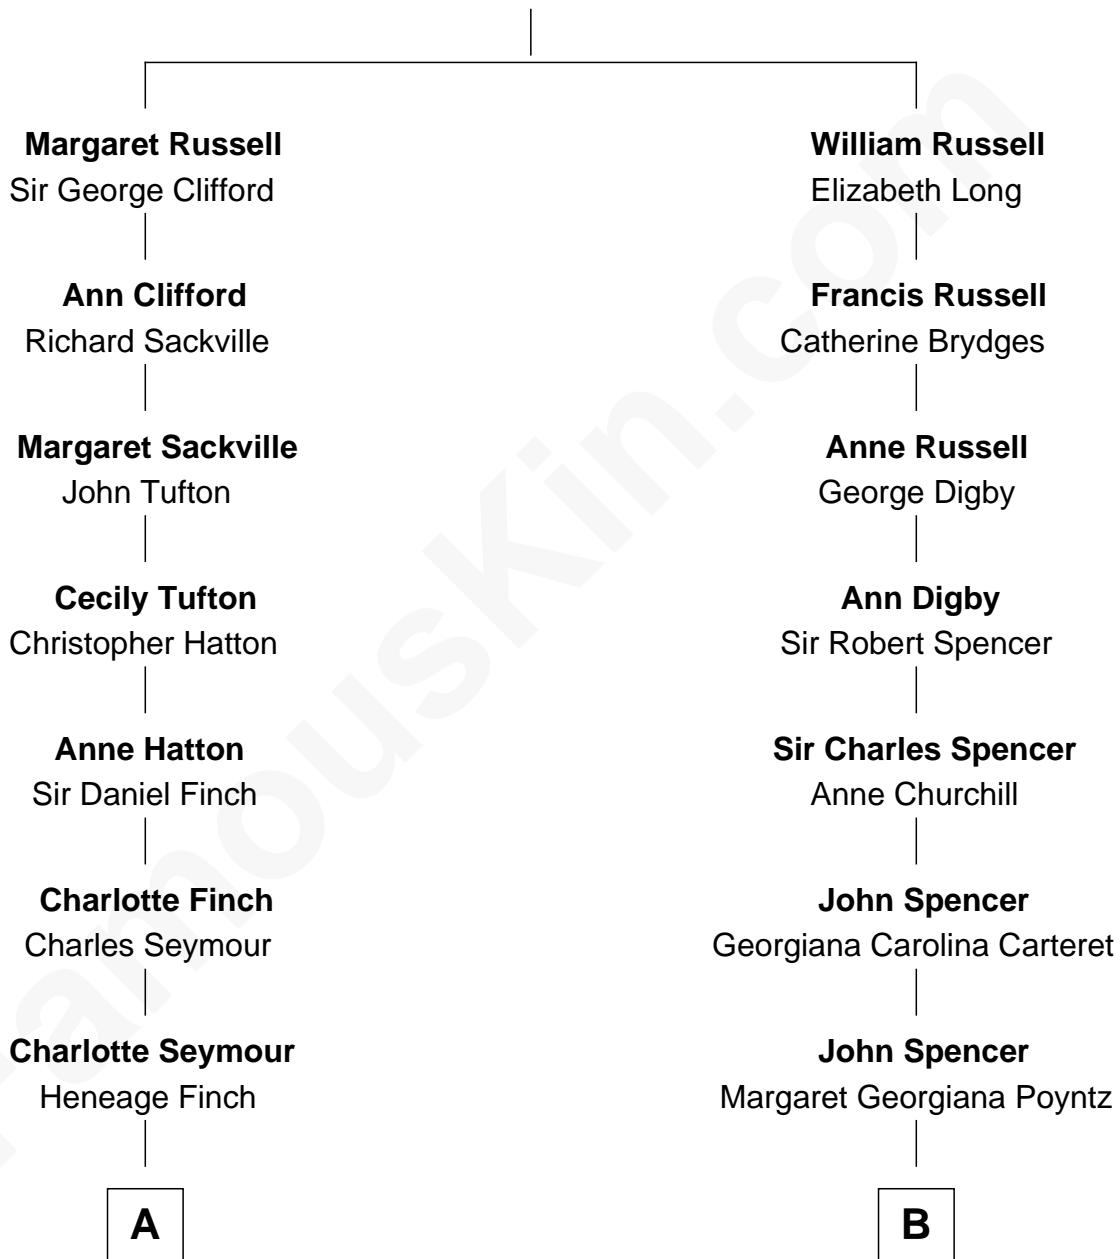 Margaret Russell
Sir George Clifford
William Russell
Elizabeth Long
Ann Clifford
Richard Sackville
Francis Russell
Catherine Brydges
Margaret Sackville
John Tufton
Anne Russell
George Digby
Cecily Tufton
Christopher Hatton
Ann Digby
Sir Robert Spencer
Anne Hatton
Sir Daniel Finch
Sir Charles Spencer
Anne Churchill
Charlotte Finch
Charles Seymour
John Spencer
Georgiana Carolina Carteret
Charlotte Seymour
Heneage Finch
John Spencer
Margaret Georgiana Poyntz
A
B
FamousKin.com